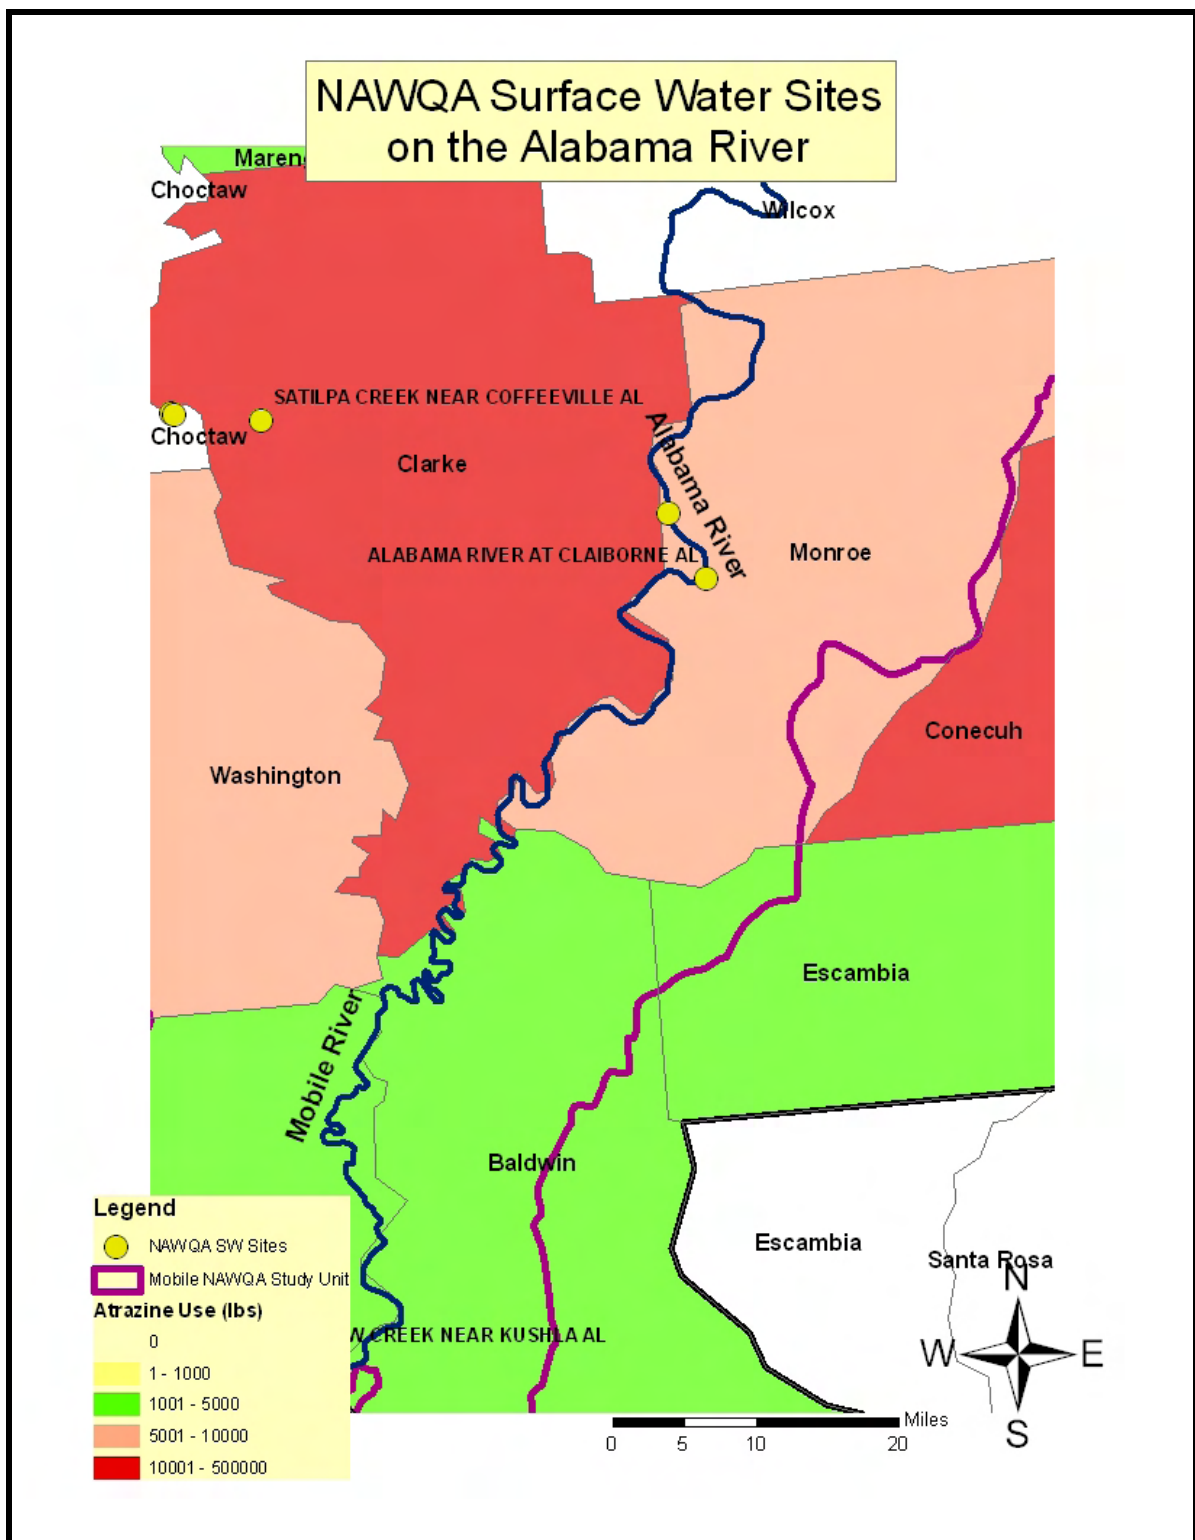 NAWQA Surface Water Sites
on the Alabama River
Maren
Choctaw
Wilcox
SATILPA CREEK NEAR COFFEEVILLE AL
Choctaw
Clarke
Alabama River
ALABAMA RIVER AT CLAIBORNE AL
Monroe
Conecuh
Washington
Escambia
Mobile River
Baldwin
Escambia
Santa Rosa
W CREEK NEAR KUSHLA AL
Legend
NAWQA SW Sites
Mobile NAWQA Study Unit
Atrazine Use (lbs)
0
1 - 1000
1001 - 5000
5001 - 10000
10001 - 500000
N
W E
S
Miles
0 5 10 20